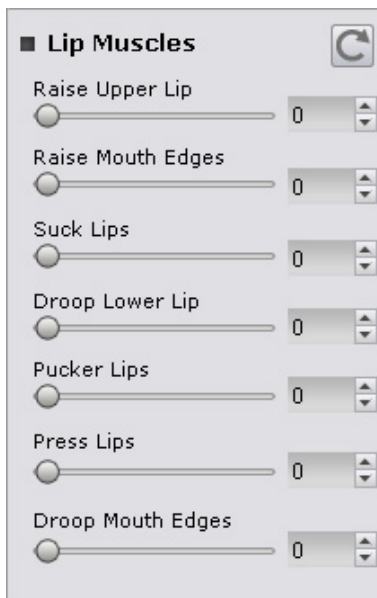 Lip Muscles
Raise Upper Lip
0
Raise Mouth Edges
0
Suck Lips
0
Droop Lower Lip
0
Pucker Lips
0
Press Lips
0
Droop Mouth Edges
0